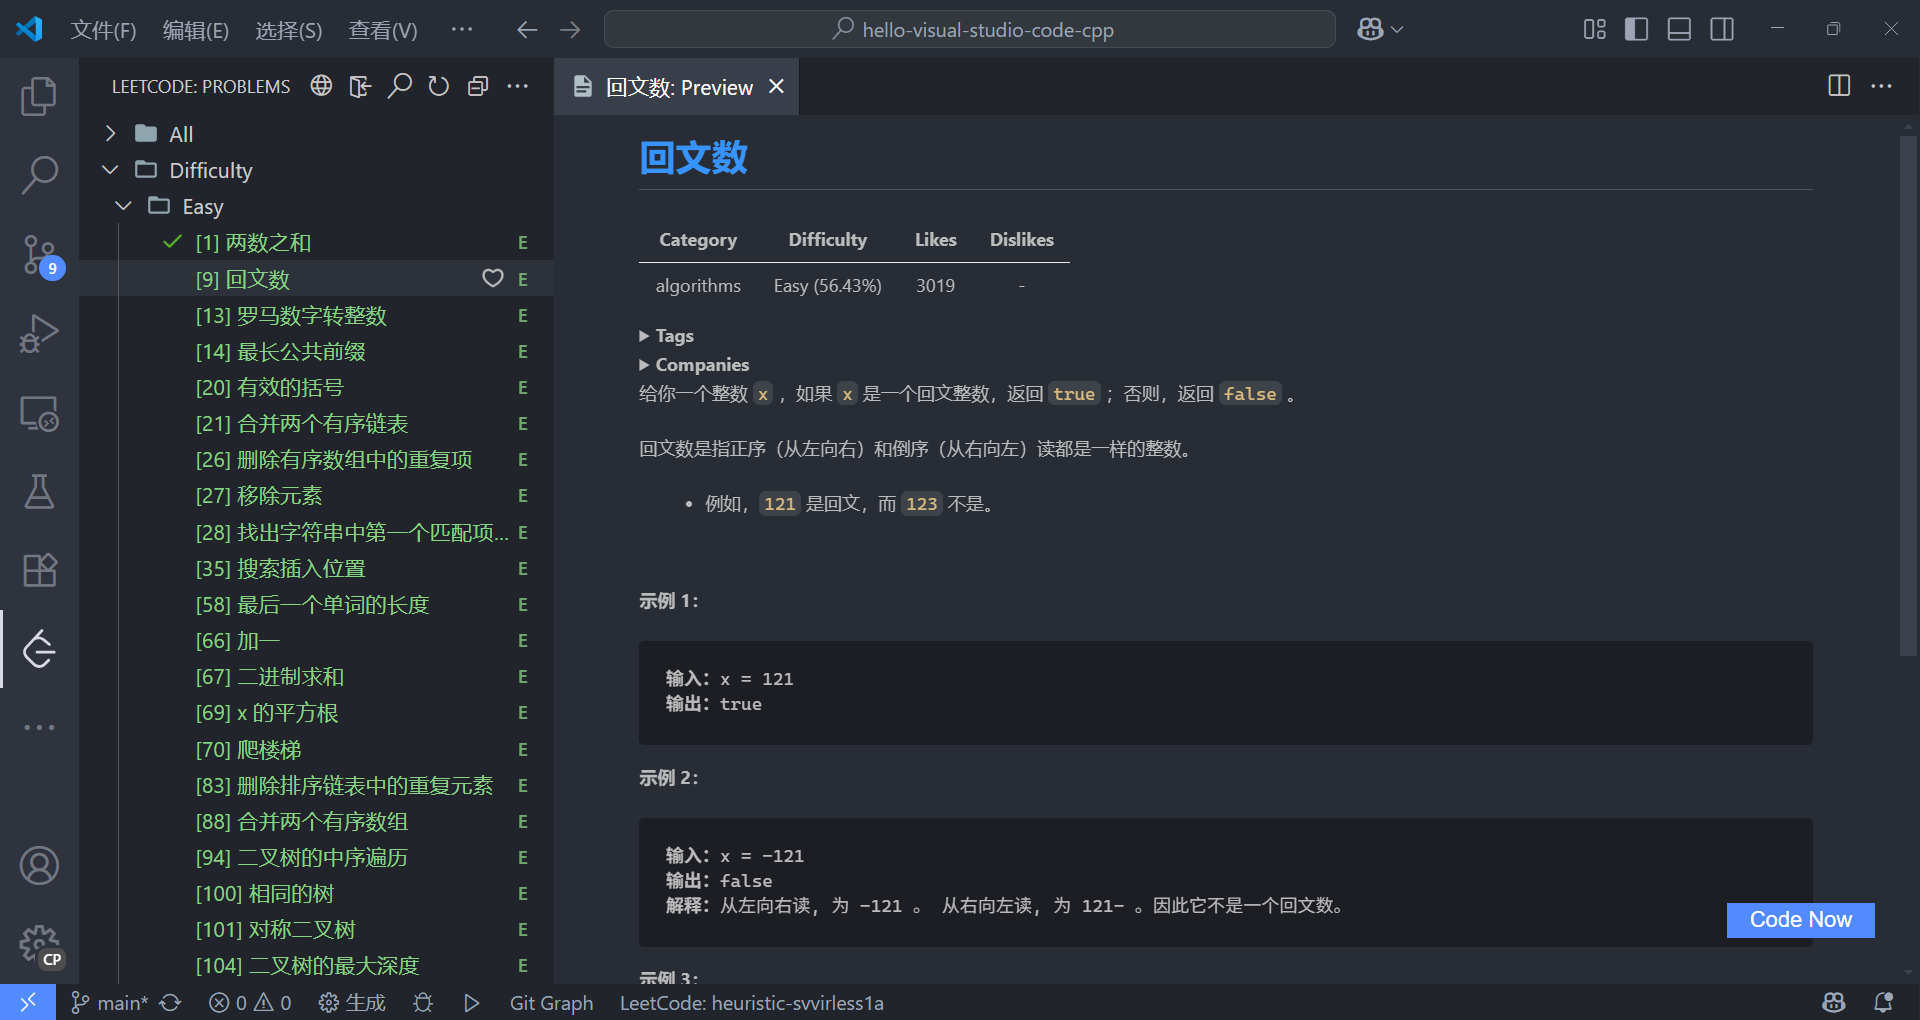 文件(F) 编辑(E) 选择(S) 查看(V) ··· hello-visual-studio-code-cpp
LEETCODE: PROBLEMS
All
Difficulty
Easy
[1] 两数之和 E
[9] 回文数 E
[13] 罗马数字转整数 E
[14] 最长公共前缀 E
[20] 有效的括号 E
[21] 合并两个有序链表 E
[26] 删除有序数组中的重复项 E
[27] 移除元素 E
[28] 找出字符串中第一个匹配项... E
[35] 搜索插入位置 E
[58] 最后一个单词的长度 E
[66] 加一 E
[67] 二进制求和 E
[69] x 的平方根 E
[70] 爬楼梯 E
[83] 删除排序链表中的重复元素 E
[88] 合并两个有序数组 E
[94] 二叉树的中序遍历 E
[100] 相同的树 E
[101] 对称二叉树 E
[104] 二叉树的最大深度 E
9
CP
回文数: Preview
回文数
Category Difficulty Likes Dislikes
algorithms Easy (56.43%) 3019 -
Tags
Companies
给你一个整数 x ，如果 x 是一个回文整数，返回 true ；否则，返回 false 。
回文数是指正序（从左向右）和倒序（从右向左）读都是一样的整数。
• 例如，121 是回文，而 123 不是。
示例 1：
输入：x = 121
输出：true
示例 2：
输入：x = -121
输出：false
解释：从左向右读, 为 -121 。 从右向左读, 为 121- 。因此它不是一个回文数。
Code Now
示例 3：
main* 0 0 生成 Git Graph LeetCode: heuristic-svvirless1a